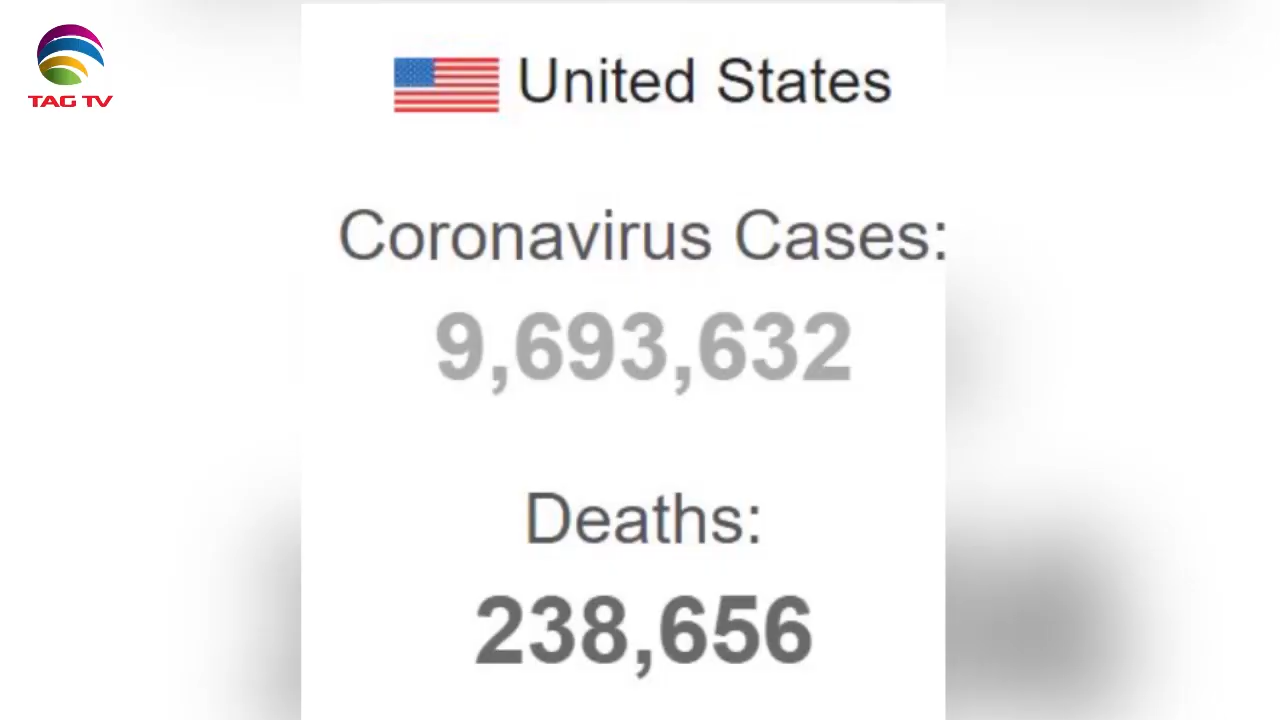 TAG TV
United States
Coronavirus Cases:
9,693,632
Deaths:
238,656